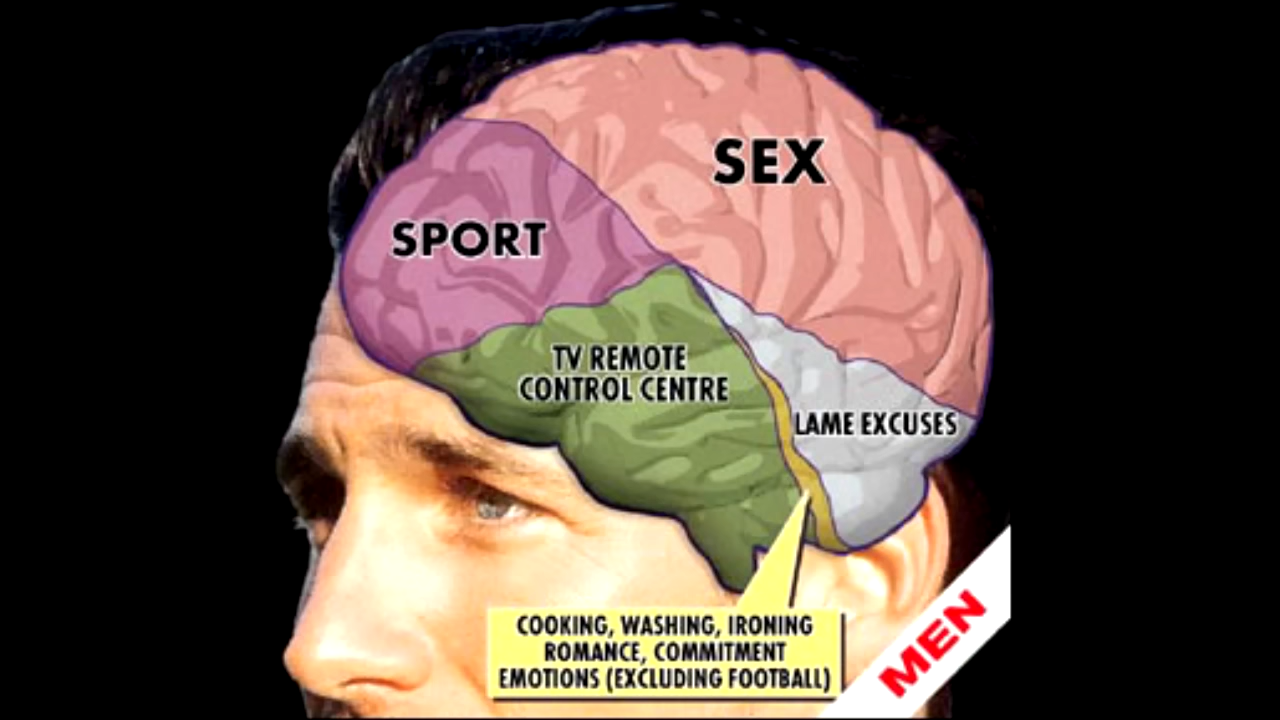 SEX
SPORT
TV REMOTE
CONTROL CENTRE
LAME EXCUSES
COOKING, WASHING, IRONING
ROMANCE, COMMITMENT
EMOTIONS (EXCLUDING FOOTBALL)
MEN